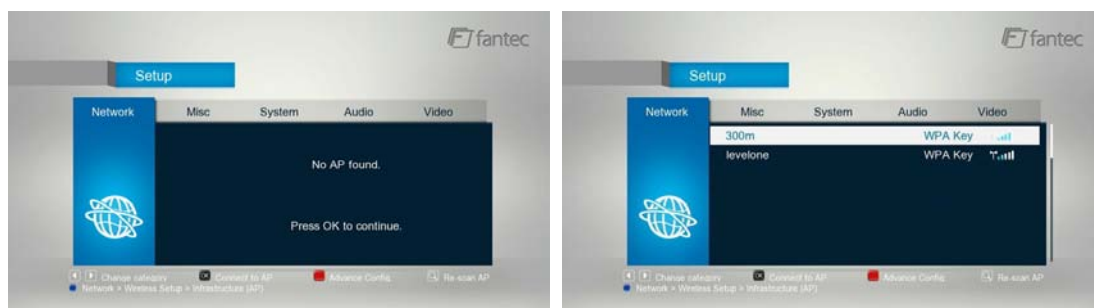 fantec
Setup
Network Misc System Audio Video
No AP found.
Press OK to continue.
Change category OK Connect to AP Advance Config. Re-scan AP
Network > Wireless Setup > Infrastructure (AP)
fantec
Setup
Network Misc System Audio Video
300m WPA Key
levelone WPA Key
Change category OK Connect to AP Advance Config. Re-scan AP
Network > Wireless Setup > Infrastructure (AP)